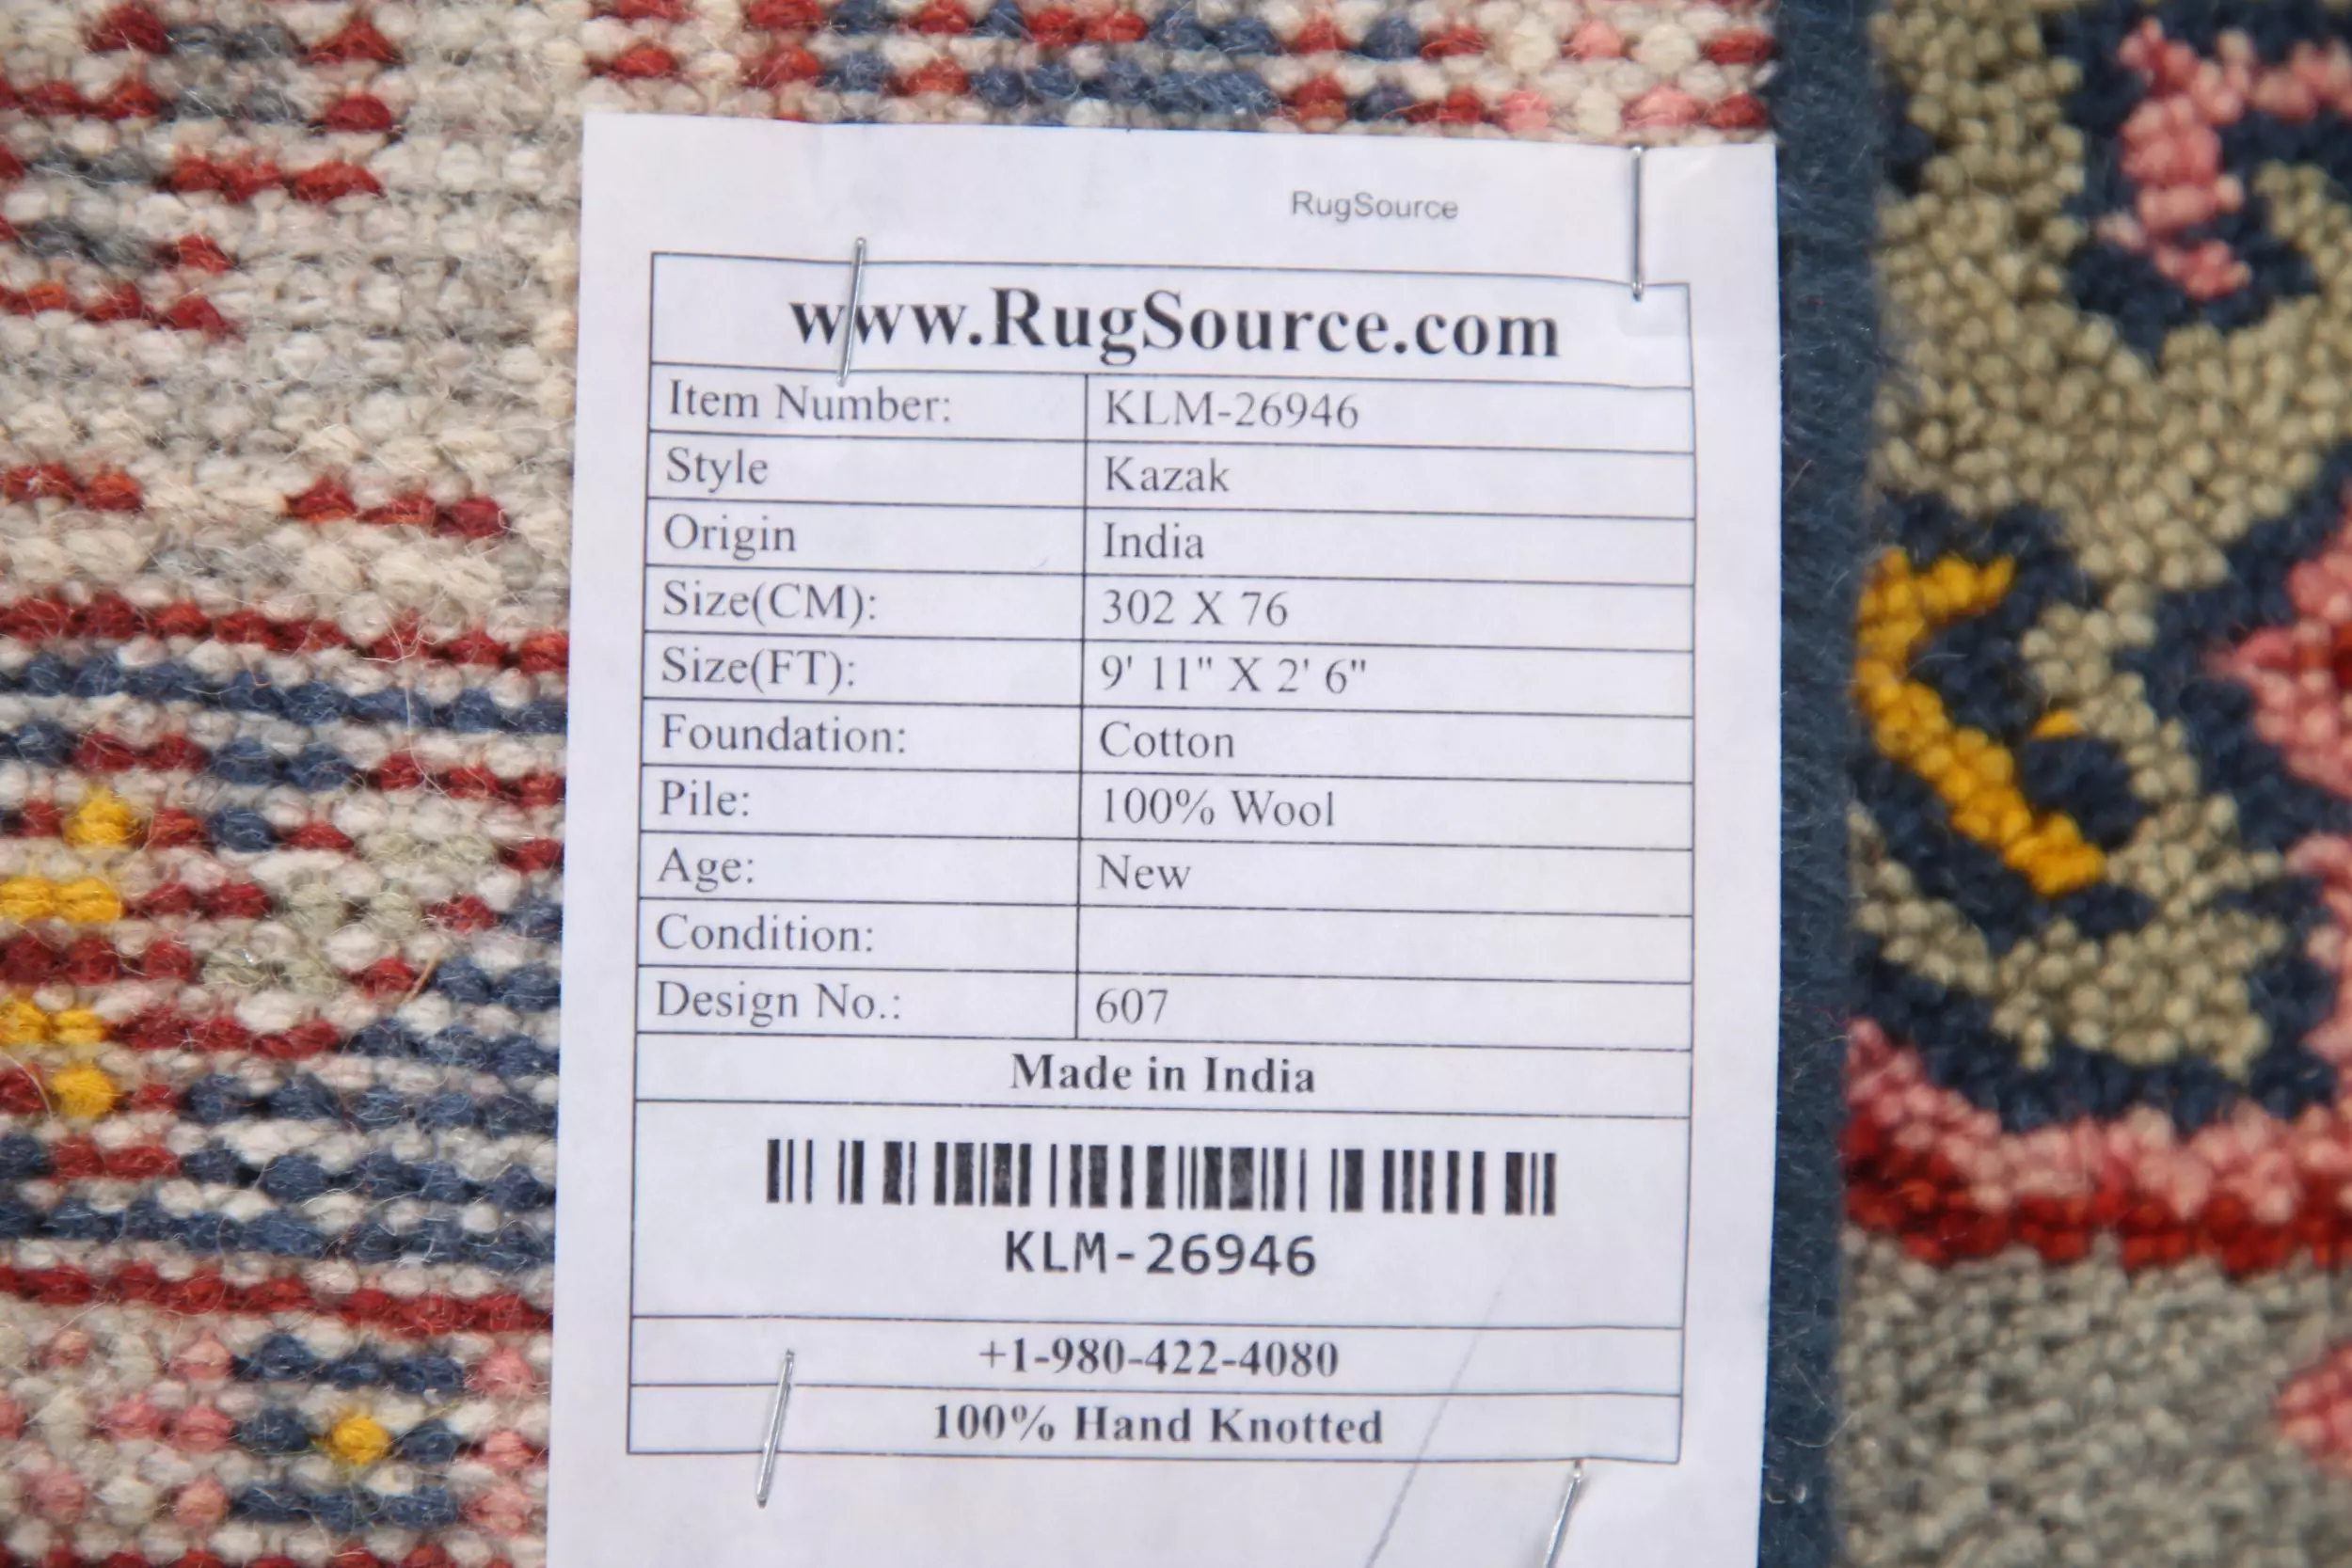 RugSource
www.RugSource.com
Item Number: KLM-26946
Style Kazak
Origin India
Size(CM): 302 X 76
Size(FT): 9' 11" X 2' 6"
Foundation: Cotton
Pile: 100% Wool
Age: New
Condition:
Design No.: 607
Made in India
KLM-26946
+1-980-422-4080
100% Hand Knotted